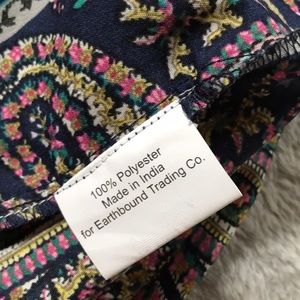 100% Polyester
Made in India
for Earthbound Trading Co.